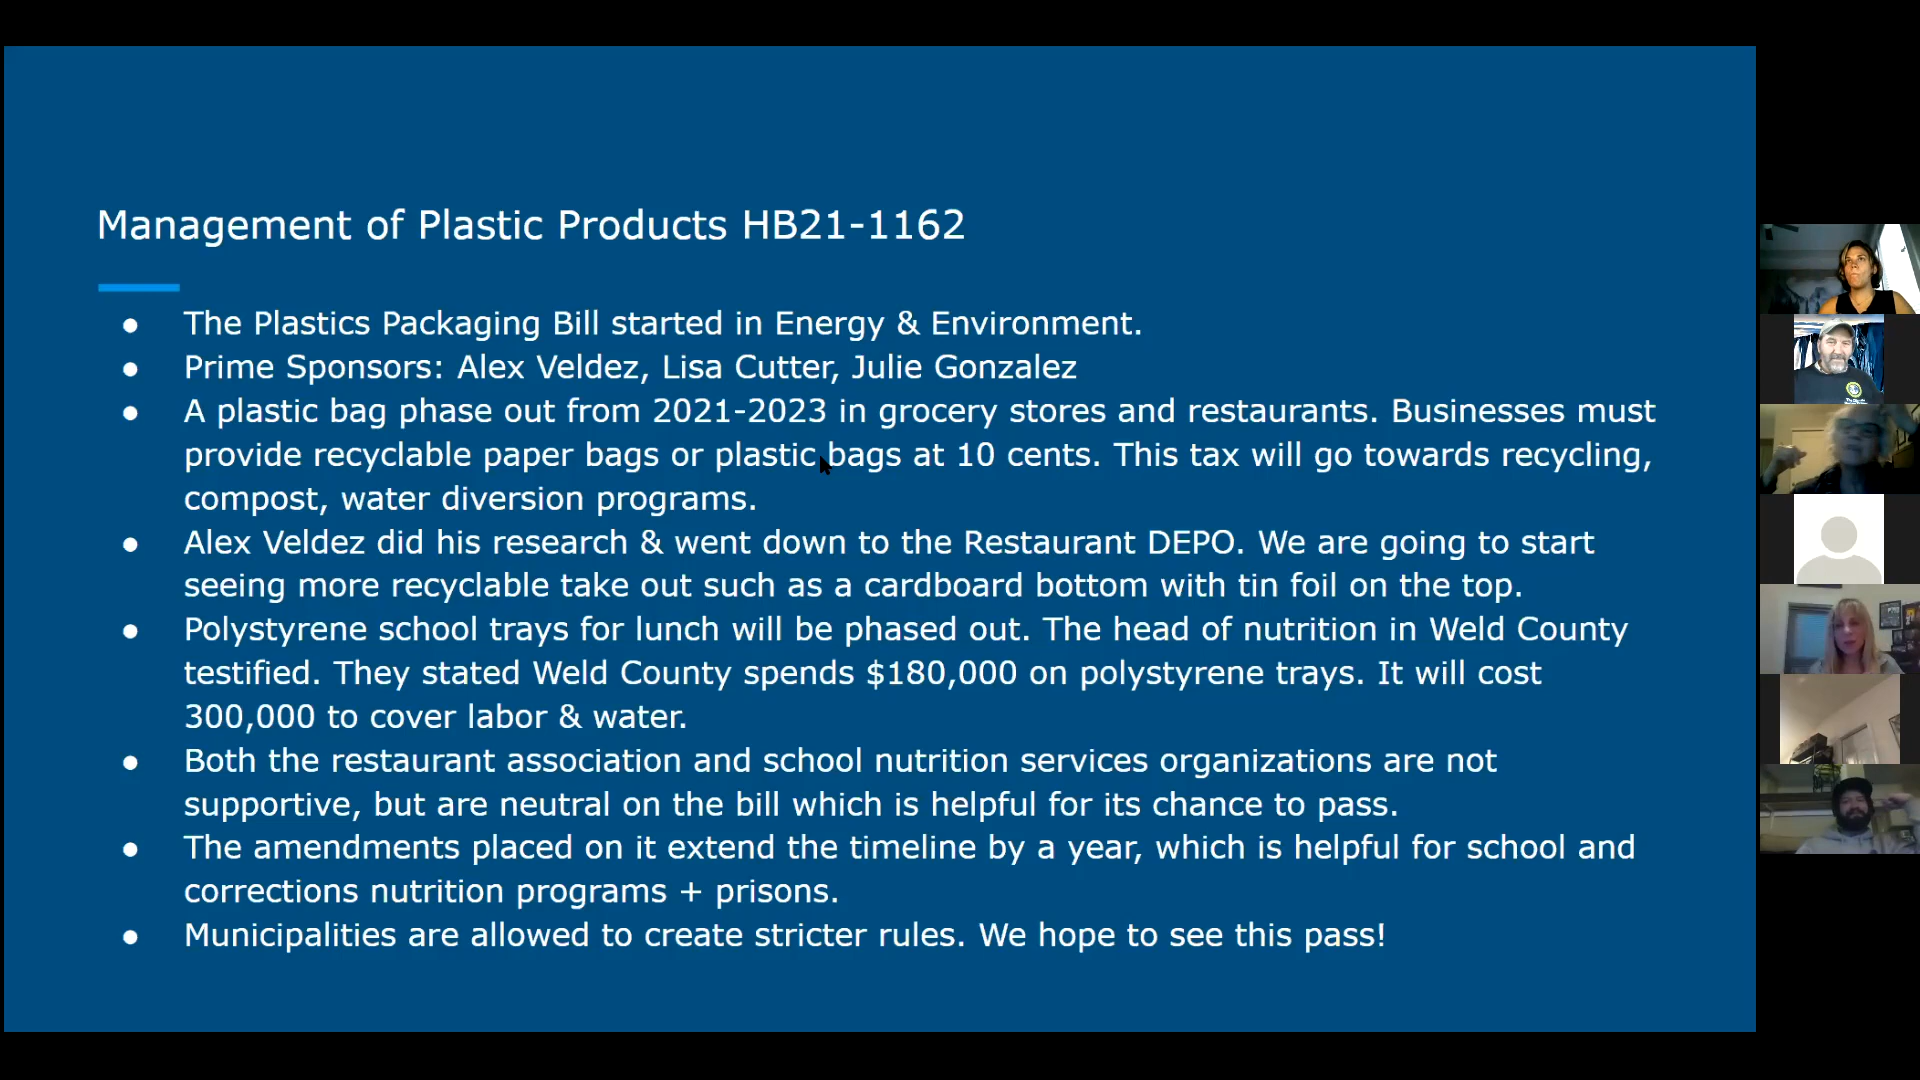 Management of Plastic Products HB21-1162
● The Plastics Packaging Bill started in Energy & Environment.
● Prime Sponsors: Alex Veldez, Lisa Cutter, Julie Gonzalez
● A plastic bag phase out from 2021-2023 in grocery stores and restaurants. Businesses must
provide recyclable paper bags or plastic bags at 10 cents. This tax will go towards recycling,
compost, water diversion programs.
● Alex Veldez did his research & went down to the Restaurant DEPO. We are going to start
seeing more recyclable take out such as a cardboard bottom with tin foil on the top.
● Polystyrene school trays for lunch will be phased out. The head of nutrition in Weld County
testified. They stated Weld County spends $180,000 on polystyrene trays. It will cost
300,000 to cover labor & water.
● Both the restaurant association and school nutrition services organizations are not
supportive, but are neutral on the bill which is helpful for its chance to pass.
● The amendments placed on it extend the timeline by a year, which is helpful for school and
corrections nutrition programs + prisons.
● Municipalities are allowed to create stricter rules. We hope to see this pass!